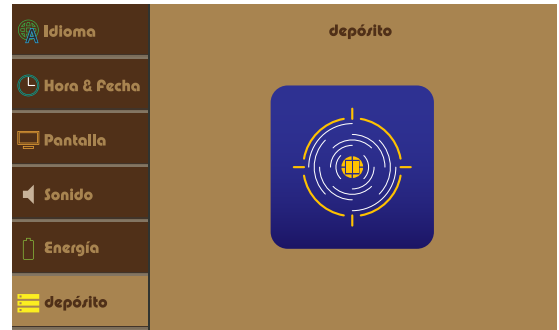 Idioma
Hora & Fecha
Pantalla
Sonido
Energía
depósito
depósito